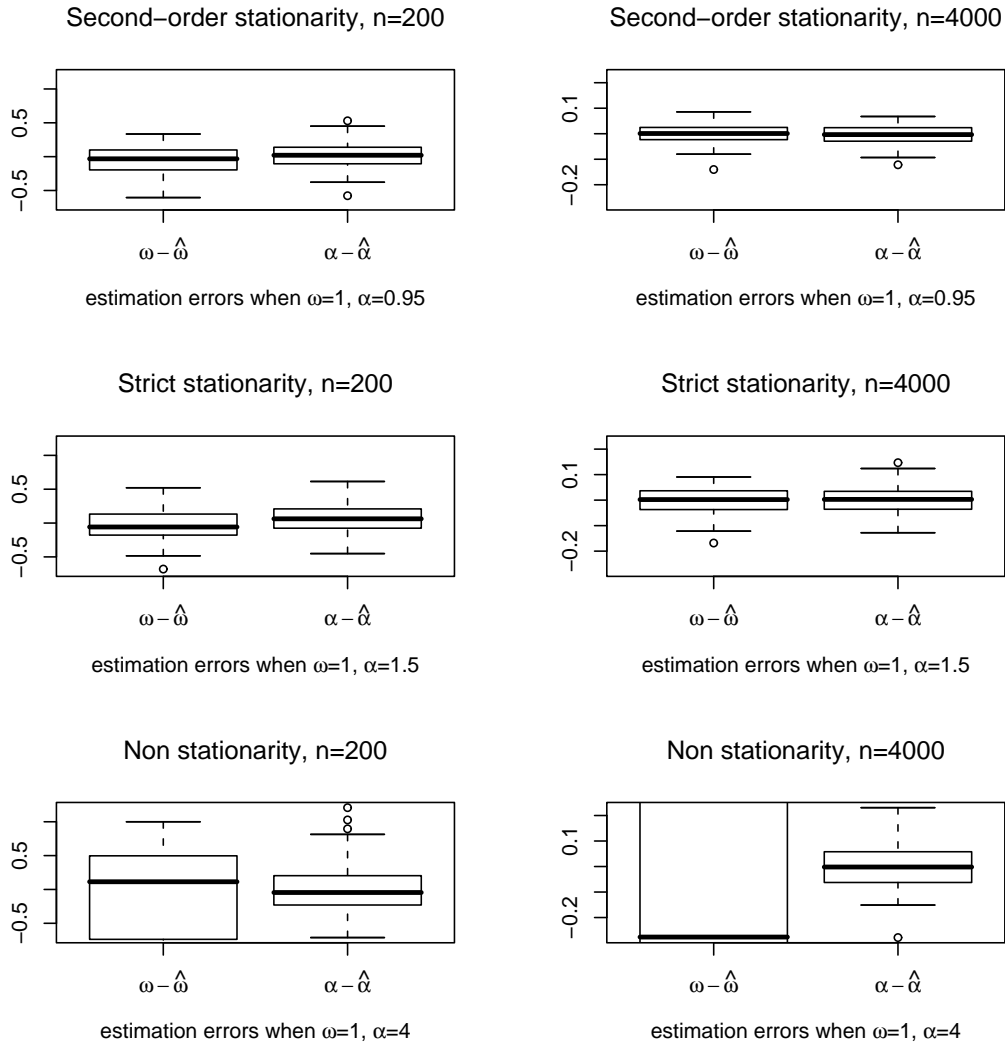 Second−order stationarity, n=200
0.5
−0.5
ω − ω̂
α − α̂
estimation errors when ω=1, α=0.95
Second−order stationarity, n=4000
0.1
−0.2
ω − ω̂
α − α̂
estimation errors when ω=1, α=0.95
Strict stationarity, n=200
0.5
−0.5
ω − ω̂
α − α̂
estimation errors when ω=1, α=1.5
Strict stationarity, n=4000
0.1
−0.2
ω − ω̂
α − α̂
estimation errors when ω=1, α=1.5
Non stationarity, n=200
0.5
−0.5
ω − ω̂
α − α̂
estimation errors when ω=1, α=4
Non stationarity, n=4000
0.1
−0.2
ω − ω̂
α − α̂
estimation errors when ω=1, α=4